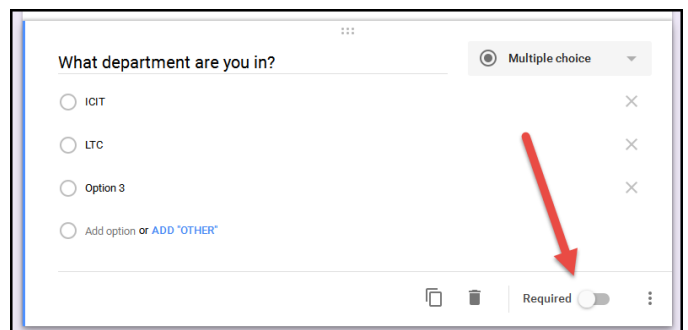 What department are you in?
Multiple choice
ICIT
LTC
Option 3
Add option or ADD "OTHER"
Required